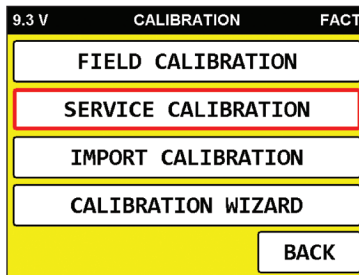 9.3 V CALIBRATION FACT
FIELD CALIBRATION
SERVICE CALIBRATION
IMPORT CALIBRATION
CALIBRATION WIZARD
BACK